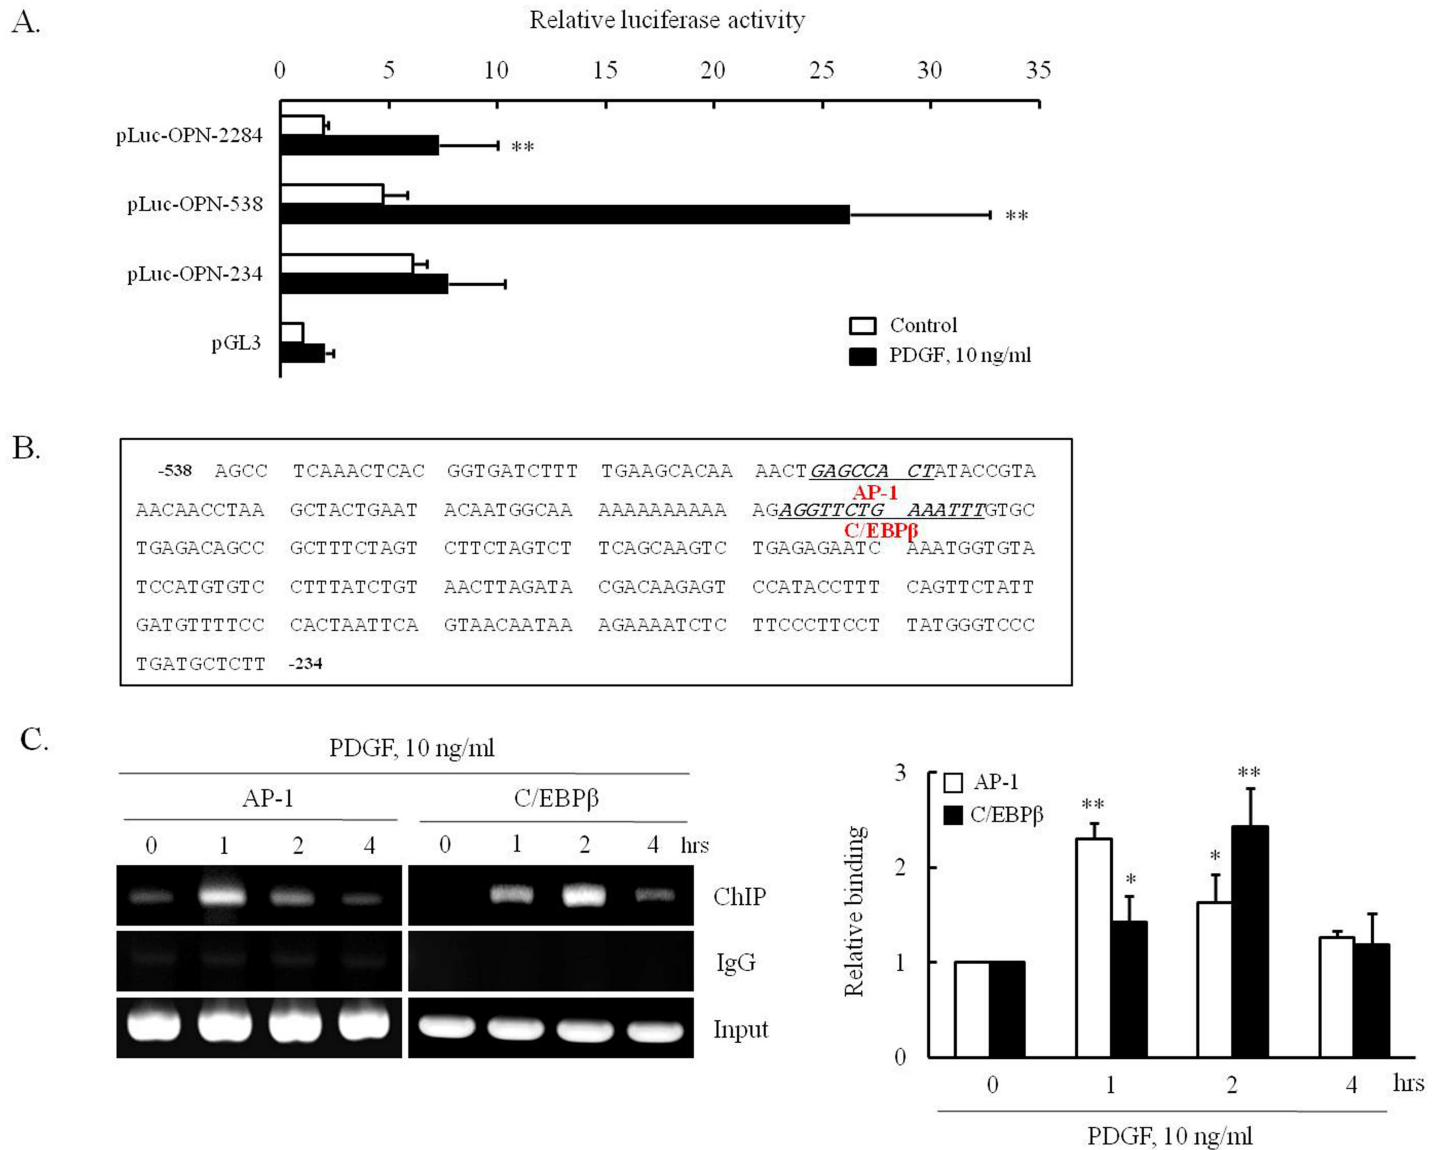 A.
Relative luciferase activity
0 5 10 15 20 25 30 35
pLuc-OPN-2284 **
pLuc-OPN-538 **
pLuc-OPN-234
pGL3
Control
PDGF, 10 ng/ml
B.
-538 AGCC TCAAACTCAC GGTGATCTTT TGAAGCACAA AACTGAGCCA CTATACCGTA
AP-1
AACAACCTAA GCTACTGAAT ACAATGGCAA AAAAAAAAAA AGAGGTTCTG AAATTTGTGC
C/EBPβ
TGAGACAGCC GCTTTCTAGT CTTCTAGTCT TCAGCAAGTC TGAGAGAATC AAATGGTGTA
TCCATGTGTC CTTTATCTGT AACTTAGATA CGACAAGAGT CCATACCTTT CAGTTCTATT
GATGTTTTCC CACTAATTCA GTAACAATAA AGAAAATCTC TTCCCTTCCT TATGGGTCCC
TGATGCTCTT -234
C.
PDGF, 10 ng/ml
AP-1 C/EBPβ
0 1 2 4 0 1 2 4 hrs
ChIP
IgG
Input
Relative binding
3
2
1
0
AP-1
C/EBPβ
** * * **
0 1 2 4 hrs
PDGF, 10 ng/ml